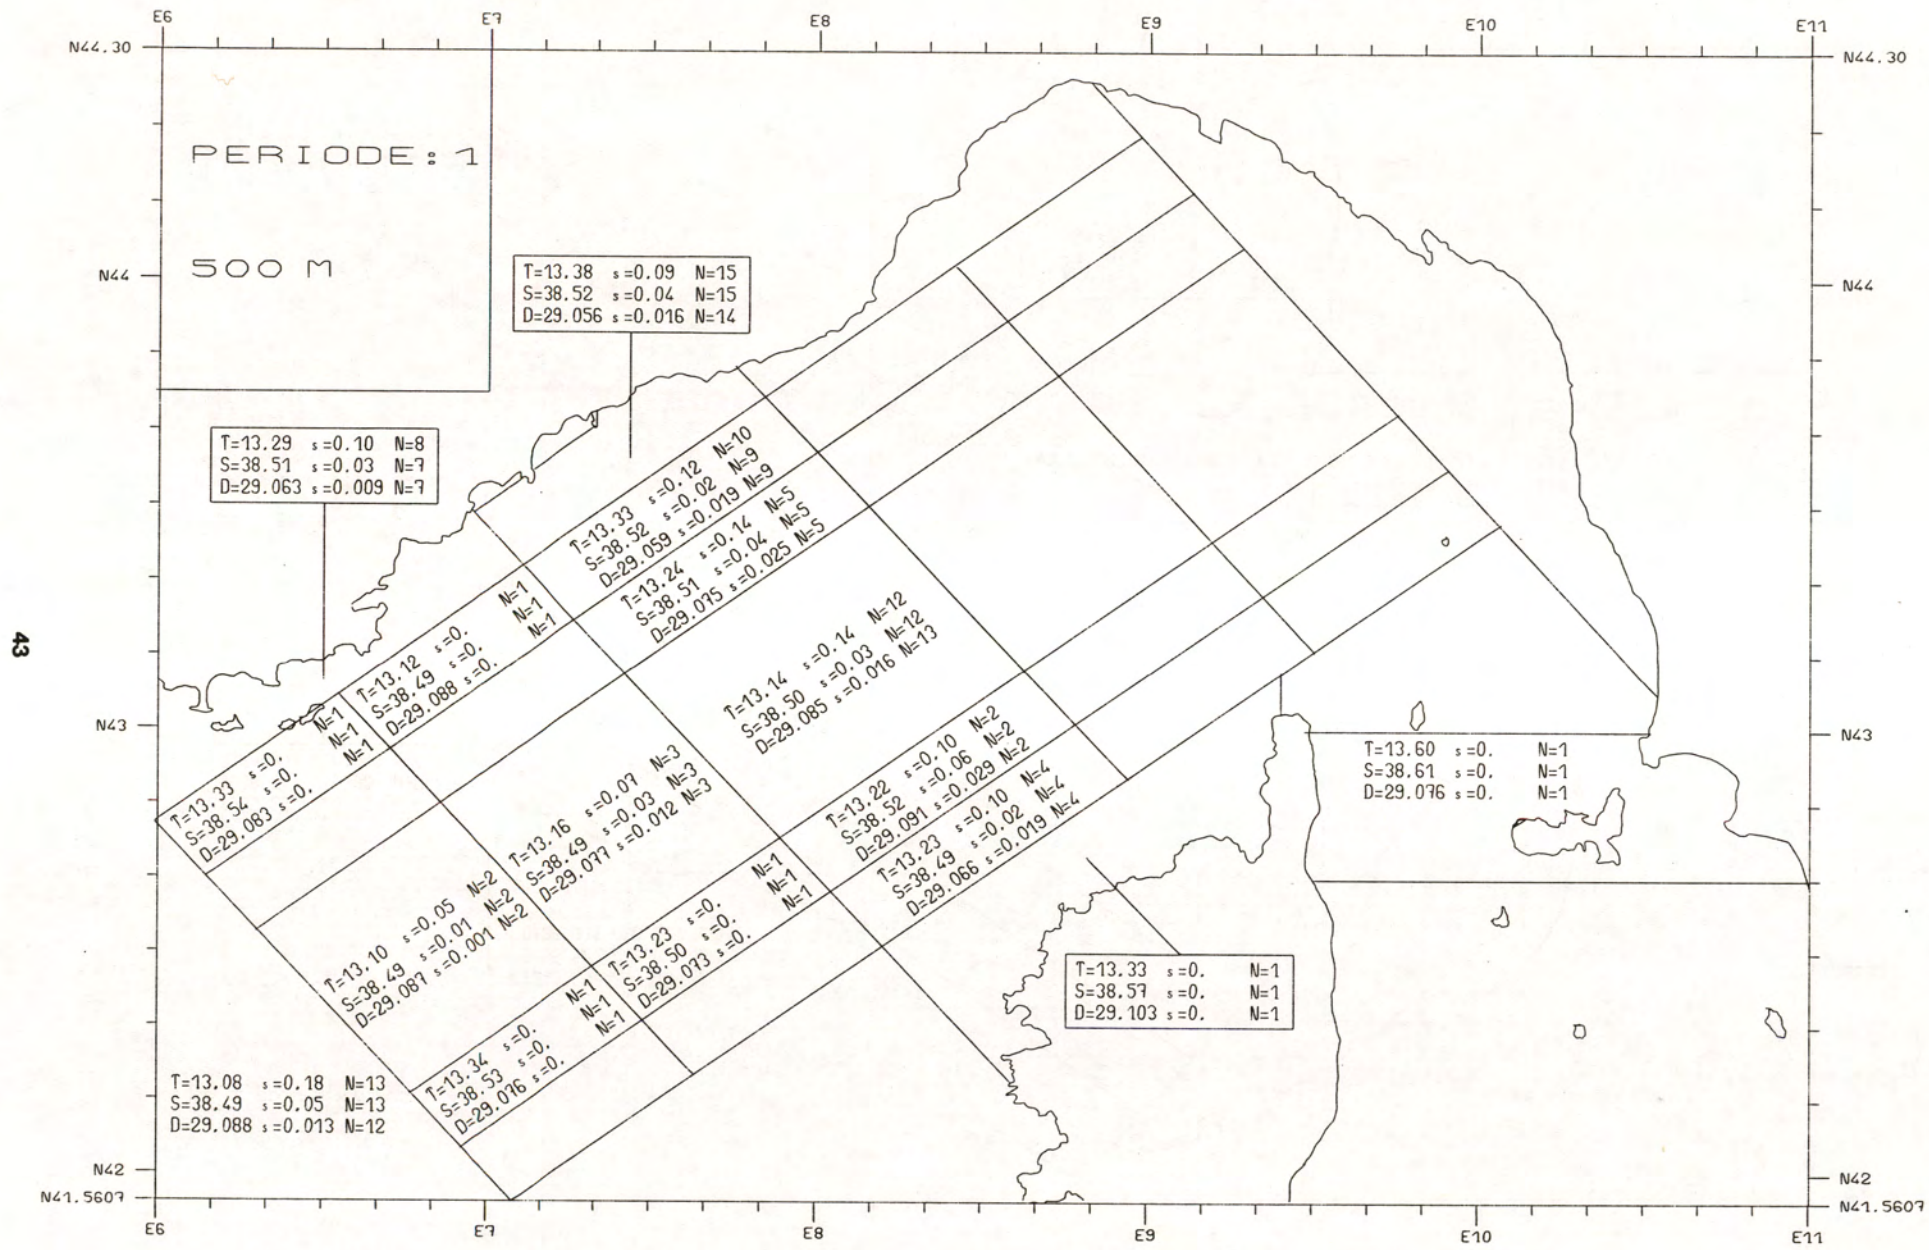 E6 E7 E8 E9 E10 E11
N44.30 N44.30
PERIODE:1
500 M
N44 N44
T=13.38 s=0.09 N=15
S=38.52 s=0.04 N=15
D=29.056 s=0.016 N=14
T=13.29 s=0.10 N=8
S=38.51 s=0.03 N=7
D=29.063 s=0.009 N=7
T=13.33 s=0.12 N=10
S=38.52 s=0.02 N=9
D=29.059 s=0.019 N=9
T=13.24 s=0.14 N=5
S=38.51 s=0.04 N=5
D=29.075 s=0.025 N=5
T=13.12 s=0. N=1
S=38.49 s=0. N=1
D=29.088 s=0. N=1
T=13.14 s=0.14 N=12
S=38.50 s=0.03 N=12
D=29.085 s=0.016 N=13
43
N43 N43
T=13.33 s=0. N=1
S=38.54 s=0. N=1
D=29.083 s=0. N=1
T=13.60 s=0. N=1
S=38.61 s=0. N=1
D=29.076 s=0. N=1
T=13.22 s=0.10 N=2
S=38.52 s=0.06 N=2
D=29.091 s=0.029 N=2
T=13.16 s=0.07 N=3
S=38.49 s=0.03 N=3
D=29.077 s=0.012 N=3
T=13.23 s=0.10 N=4
S=38.49 s=0.02 N=4
D=29.066 s=0.019 N=4
T=13.10 s=0.05 N=2
S=38.49 s=0.01 N=2
D=29.087 s=0.001 N=2
T=13.23 s=0. N=1
S=38.50 s=0. N=1
D=29.073 s=0. N=1
T=13.33 s=0. N=1
S=38.57 s=0. N=1
D=29.103 s=0. N=1
T=13.34 s=0. N=1
S=38.53 s=0. N=1
D=29.076 s=0. N=1
T=13.08 s=0.18 N=13
S=38.49 s=0.05 N=13
D=29.088 s=0.013 N=12
N42 N42
N41.5607 N41.5607
E6 E7 E8 E9 E10 E11